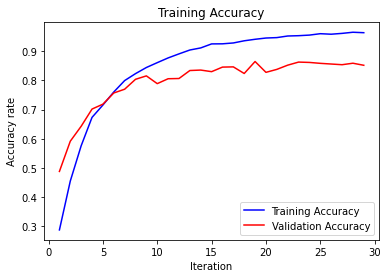 Training Accuracy
Accuracy rate
0.9
0.8
0.7
0.6
0.5
0.4
0.3
0
5
10
15
20
25
30
Iteration
Training Accuracy
Validation Accuracy